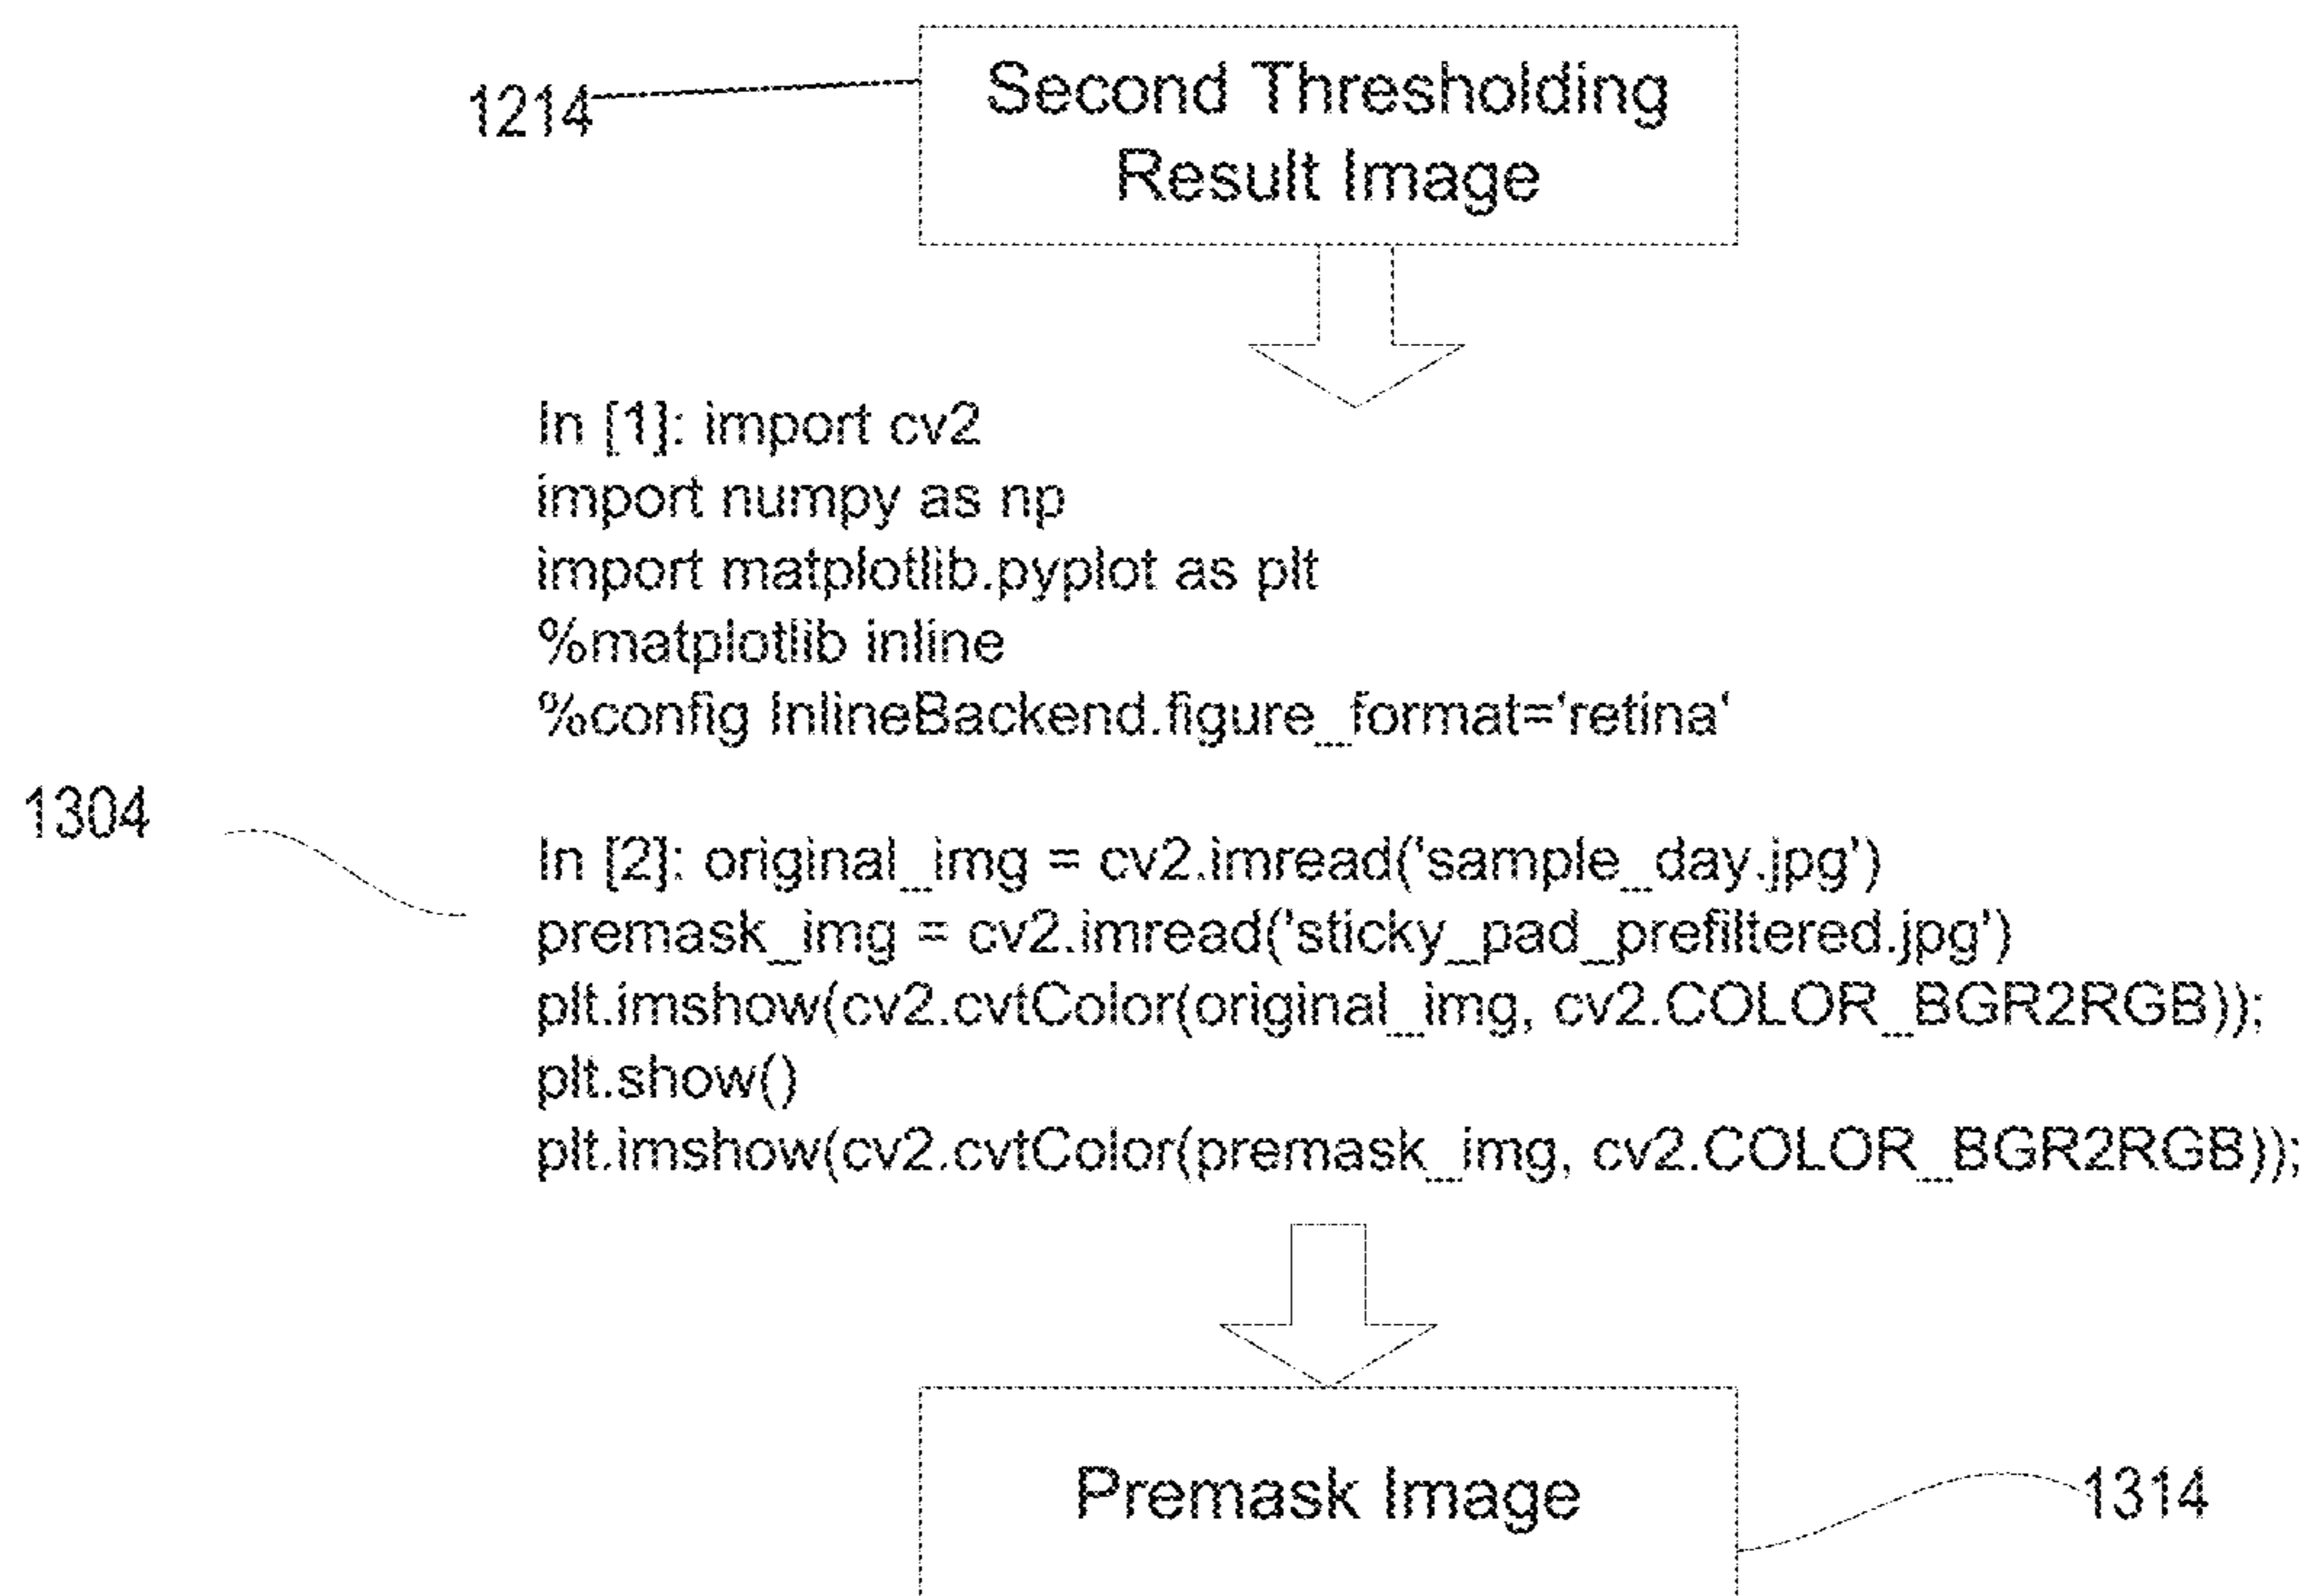 1214
Second Thresholding
Result Image
In [1]: import cv2
import numpy as np
import matplotlib.pyplot as plt
%matplotlib inline
%config InlineBackend.figure_format=‘retina‘
1304
In [2]: original_img = cv2.imread('sample_day.jpg')
premask_img = cv2.imread('sticky_pad_prefiltered.jpg')
plt.imshow(cv2.cvtColor(original_img, cv2.COLOR_BGR2RGB));
plt.show()
plt.imshow(cv2.cvtColor(premask_img, cv2.COLOR_BGR2RGB));
Premask Image
1314